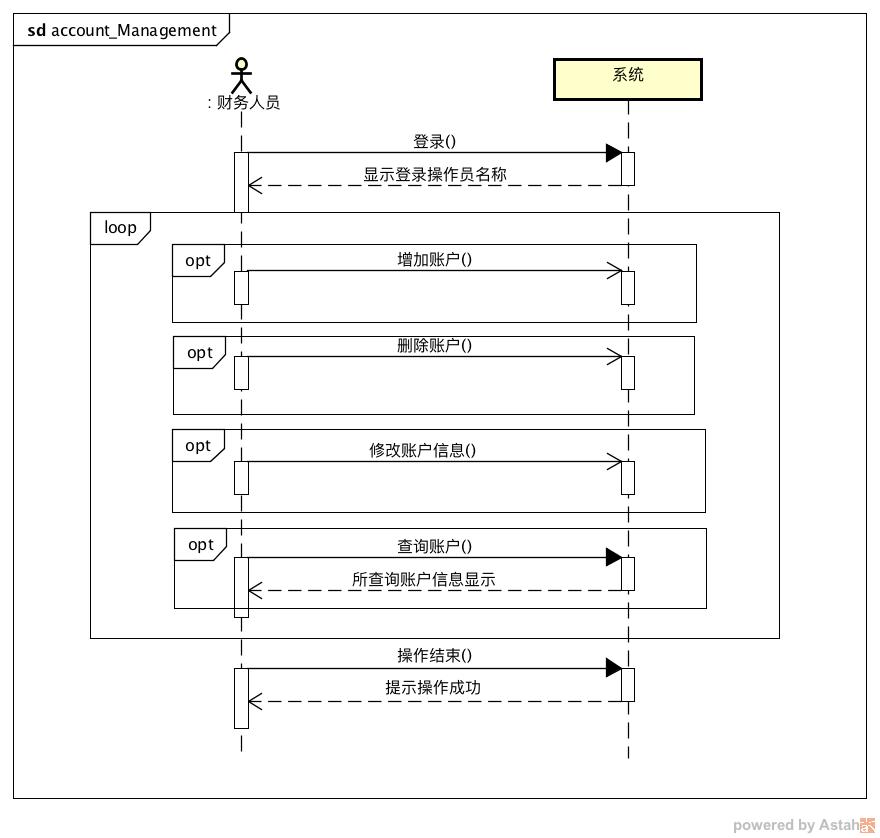 sd account_Management
系统
: 财务人员
登录()
显示登录操作员名称
loop
opt
增加账户()
opt
删除账户()
opt
修改账户信息()
opt
查询账户()
所查询账户信息显示
操作结束()
提示操作成功
powered by Astah